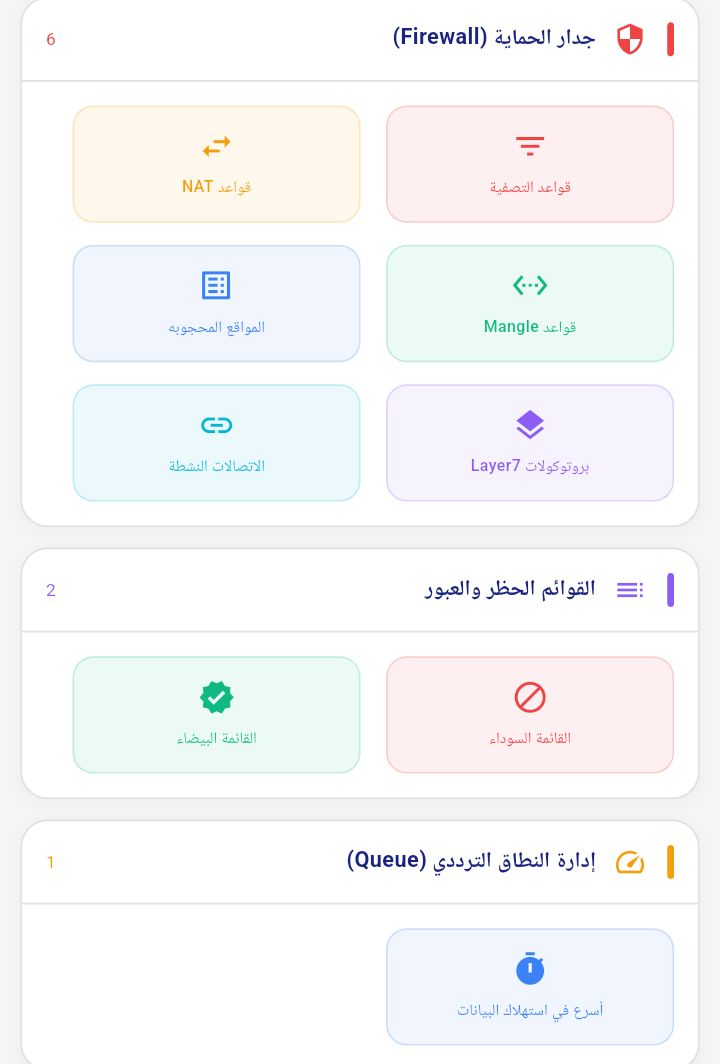 جدار الحماية (Firewall)
6
قواعد التصفية
قواعد NAT
قواعد Mangle
المواقع المحجوبه
بروتوكولات Layer7
الاتصالات النشطة
القوائم الحظر والعبور
2
القائمة السوداء
القائمة البيضاء
إدارة النطاق الترددي (Queue)
1
أسرع في استهلاك البيانات